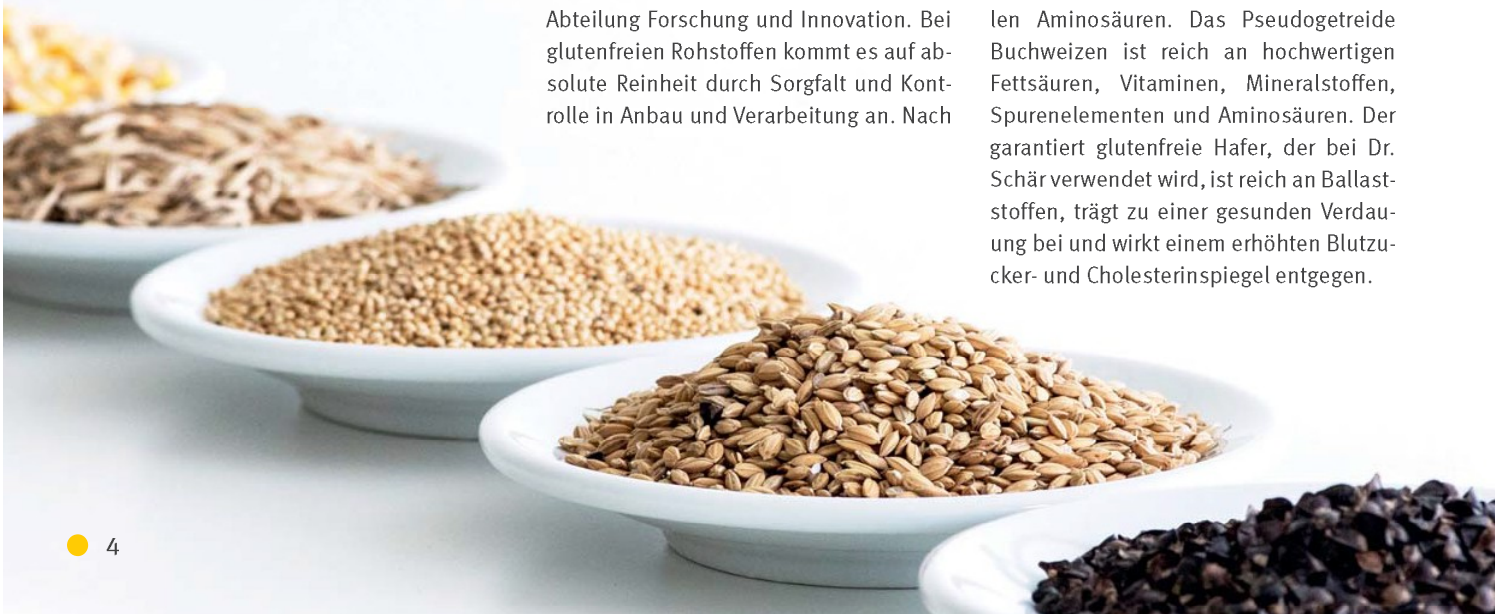 Abteilung Forschung und Innovation. Bei
glutenfreien Rohstoffen kommt es auf ab-
solute Reinheit durch Sorgfalt und Kont-
rolle in Anbau und Verarbeitung an. Nach
len Aminosäuren. Das Pseudogetreide
Buchweizen ist reich an hochwertigen
Fettsäuren, Vitaminen, Mineralstoffen,
Spurenelementen und Aminosäuren. Der
garantiert glutenfreie Hafer, der bei Dr.
Schär verwendet wird, ist reich an Ballast-
stoffen, trägt zu einer gesunden Verdau-
ung bei und wirkt einem erhöhten Blutzu-
cker- und Cholesterinspiegel entgegen.
4